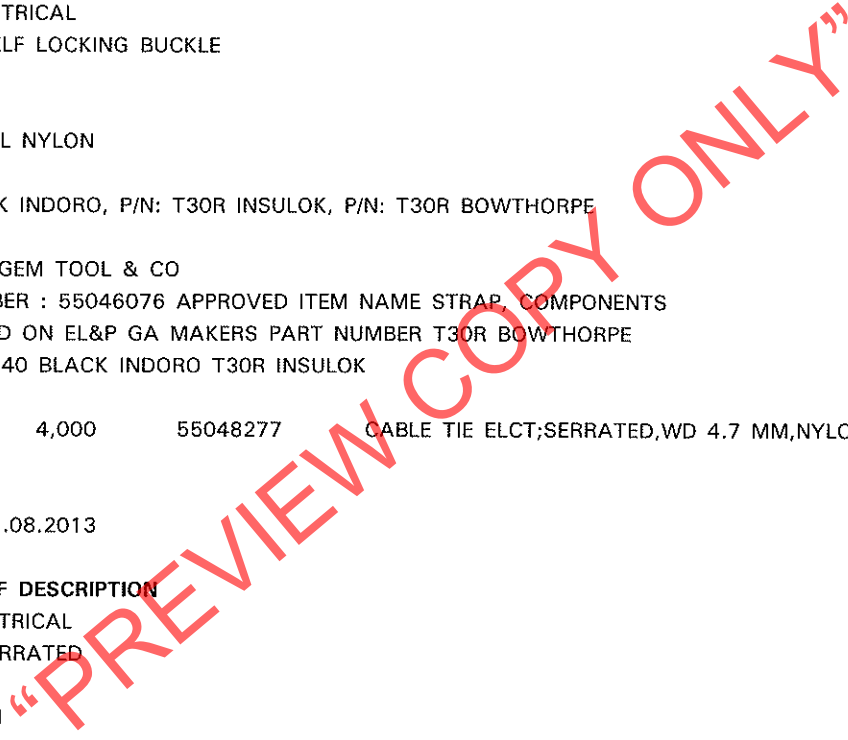 TRICAL
ELF LOCKING BUCKLE
L NYLON
K INDORO, P/N: T30R INSULOK, P/N: T30R BOWTHORPE
GEM TOOL & CO
BER : 55046076 APPROVED ITEM NAME STRAP, COMPONENTS
D ON EL&P GA MAKERS PART NUMBER T30R BOWTHORPE
40 BLACK INDORO T30R INSULOK
4,000 55048277 CABLE TIE ELCT;SERRATED,WD 4.7 MM,NYLO
.08.2013
F DESCRIPTION
TRICAL
RRATED
"PREVIEW COPY ONLY"